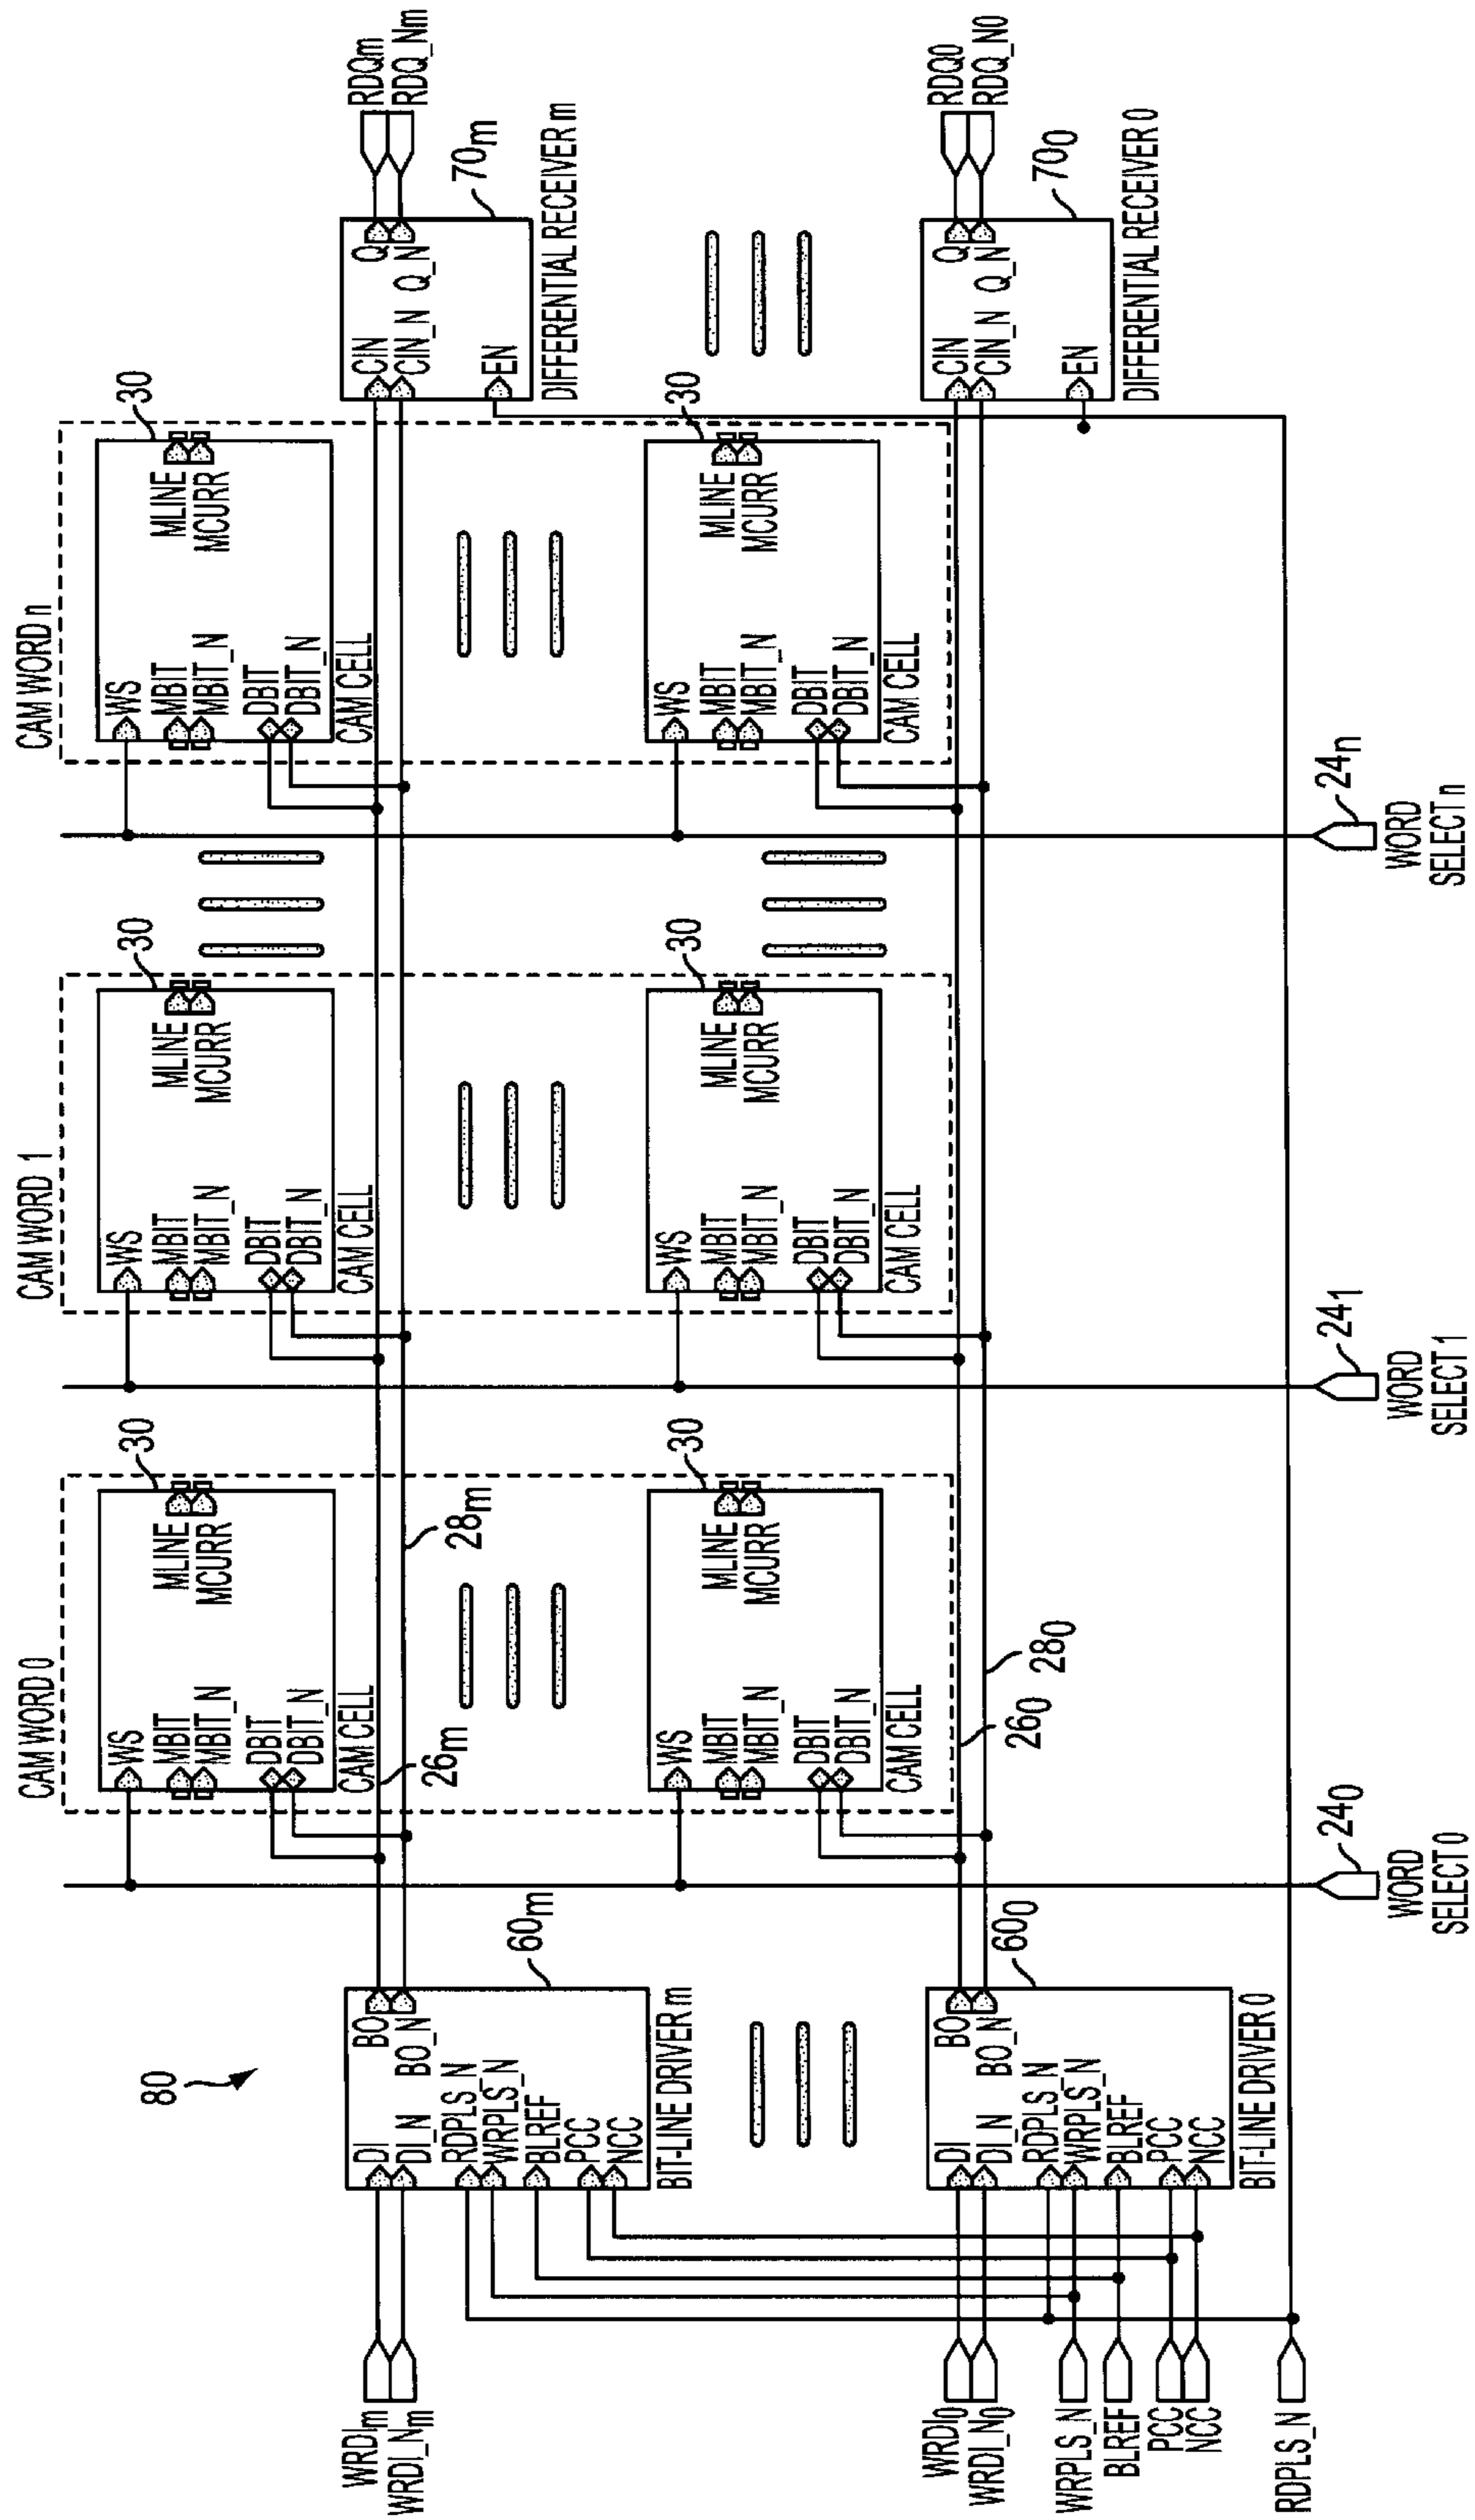 80
CAM WORD 0
CAM WORD 1
CAM WORD n
WS
MBIT
MBIT_N
DBIT
DBIT_N
MLINE
MCURR
CAM CELL
30
WS
MBIT
MBIT_N
DBIT
DBIT_N
MLINE
MCURR
CAM CELL
30
WS
MBIT
MBIT_N
DBIT
DBIT_N
MLINE
MCURR
CAM CELL
30
WRDIm
WRDI_Nm
DI
DI_N
RDPLS_N
WRPLS_N
BLREF
PCC
NCC
BO
BO_N
60m
BIT-LINE DRIVER m
26m
28m
CIN
CIN_N
EN
Q
Q_N
70m
DIFFERENTIAL RECEIVER m
RDQm
RDQ_Nm
WS
MBIT
MBIT_N
DBIT
DBIT_N
MLINE
MCURR
CAM CELL
30
WS
MBIT
MBIT_N
DBIT
DBIT_N
MLINE
MCURR
CAM CELL
30
WS
MBIT
MBIT_N
DBIT
DBIT_N
MLINE
MCURR
CAM CELL
30
WRDI0
WRDI_N0
WRPLS_N
BLREF
PCC
NCC
RDPLS_N
DI
DI_N
RDPLS_N
WRPLS_N
BLREF
PCC
NCC
BO
BO_N
600
BIT-LINE DRIVER 0
260
280
CIN
CIN_N
EN
Q
Q_N
700
DIFFERENTIAL RECEIVER 0
RDQ0
RDQ_N0
240
WORD
SELECT 0
241
WORD
SELECT 1
24n
WORD
SELECT n